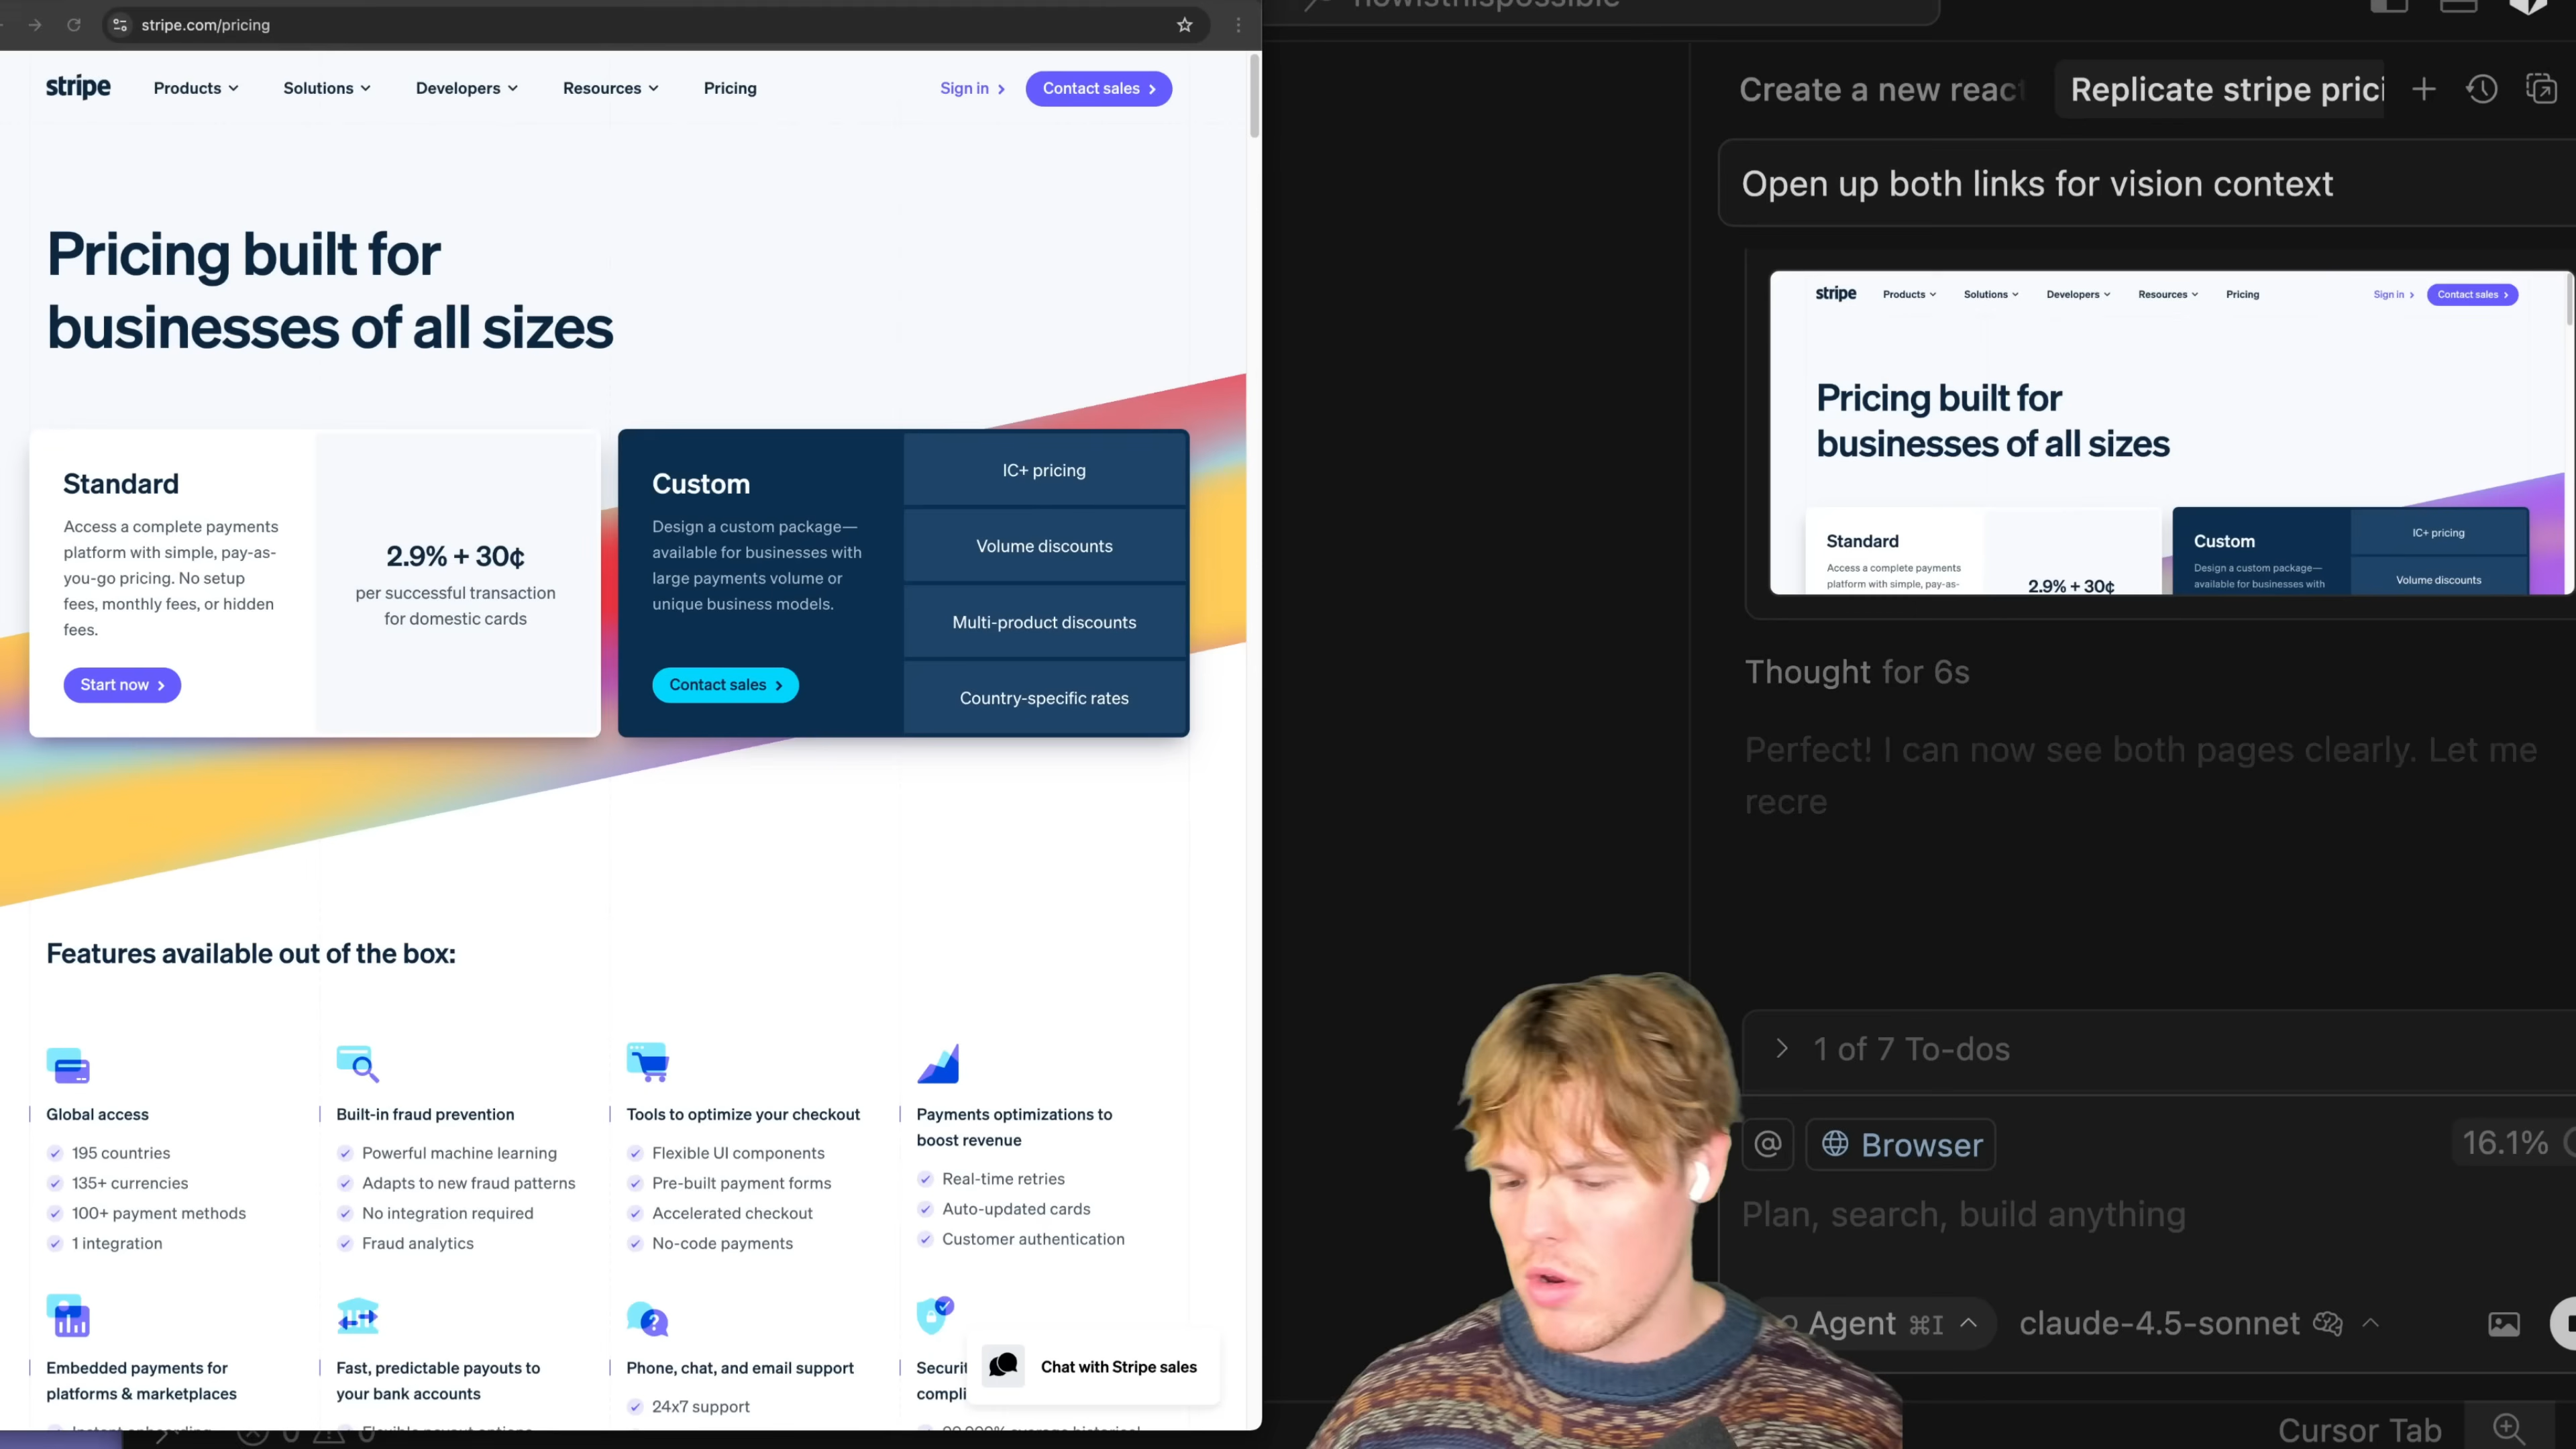 stripe.com/pricing
stripe
Products
Solutions
Developers
Resources
Pricing
Sign in
Contact sales
Pricing built for
businesses of all sizes
Standard
Access a complete payments
platform with simple, pay-as-
you-go pricing. No setup
fees, monthly fees, or hidden
fees.
Start now
2.9% + 30¢
per successful transaction
for domestic cards
Custom
Design a custom package—
available for businesses with
large payments volume or
unique business models.
Contact sales
IC+ pricing
Volume discounts
Multi-product discounts
Country-specific rates
Features available out of the box:
Global access
195 countries
135+ currencies
100+ payment methods
1 integration
Built-in fraud prevention
Powerful machine learning
Adapts to new fraud patterns
No integration required
Fraud analytics
Tools to optimize your checkout
Flexible UI components
Pre-built payment forms
Accelerated checkout
No-code payments
Payments optimizations to
boost revenue
Real-time retries
Auto-updated cards
Customer authentication
Embedded payments for
platforms & marketplaces
Fast, predictable payouts to
your bank accounts
Phone, chat, and email support
24x7 support
Securit
compli
Chat with Stripe sales
howisthispossible
Create a new react
Replicate stripe prici
Open up both links for vision context
stripe
Products
Solutions
Developers
Resources
Pricing
Sign in
Contact sales
Pricing built for
businesses of all sizes
Standard
Access a complete payments
platform with simple, pay-as-
2.9% + 30¢
Custom
Design a custom package—
available for businesses with
IC+ pricing
Volume discounts
Thought for 6s
Perfect! I can now see both pages clearly. Let me
recre
1 of 7 To-dos
@
Browser
16.1%
Plan, search, build anything
Agent ⌘I
claude-4.5-sonnet
Cursor Tab